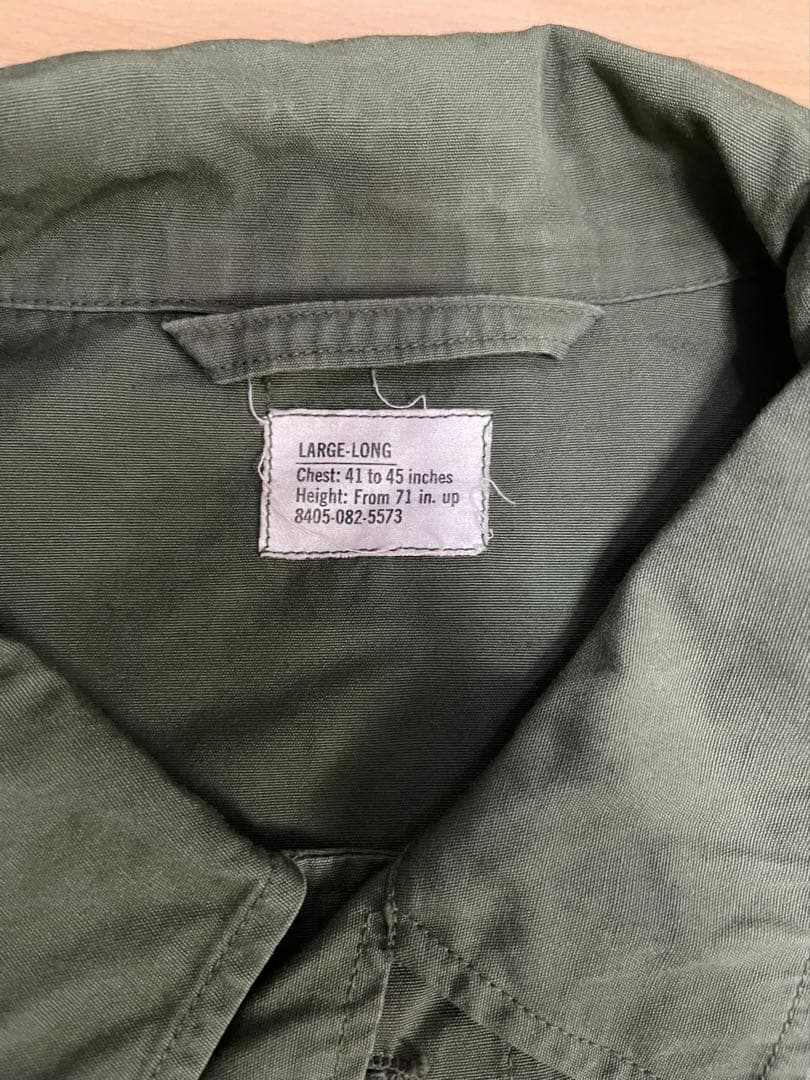 LARGE-LONG
Chest: 41 to 45 inches
Height: From 71 in. up
8405-082-5573